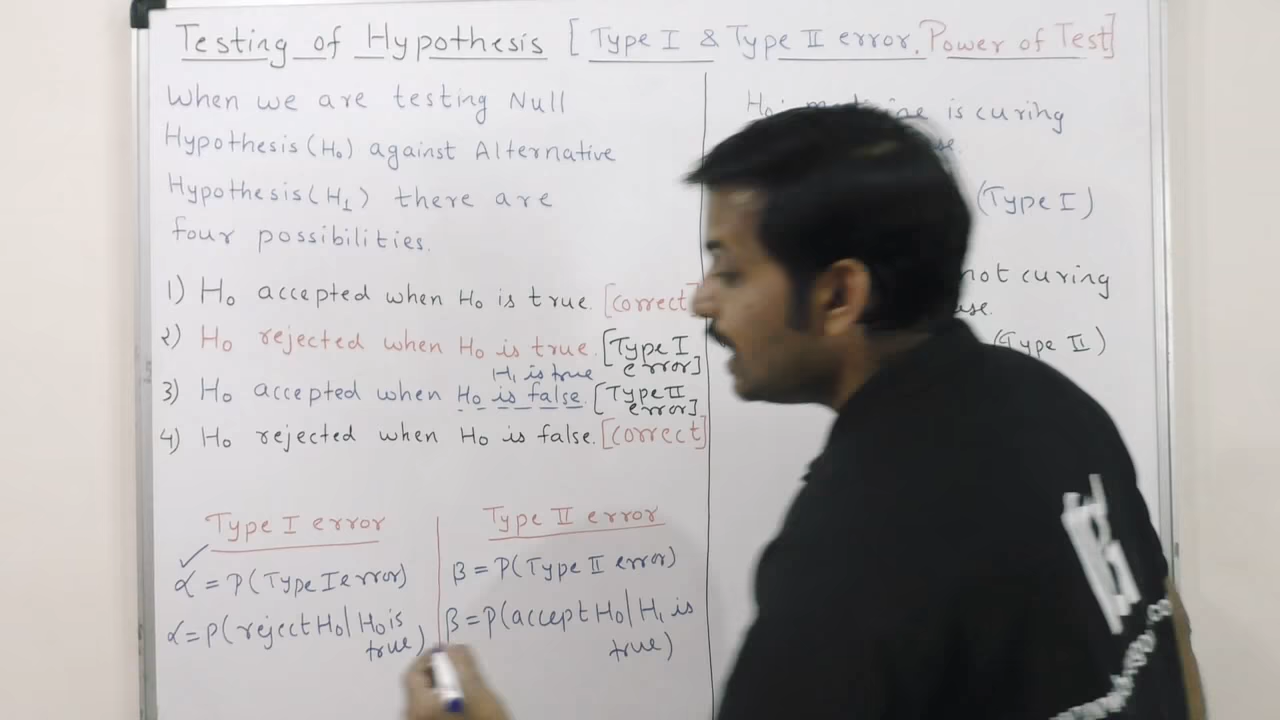 Testing of Hypothesis [Type I & Type II error, Power of Test]
When we are testing Null
Hypothesis (H₀) against Alternative
Hypothesis (H₁) there are
four possibilities.
1) H₀ accepted when H₀ is true. [correct]
2) H₀ rejected when H₀ is true. [Type I
error]
H₁ is true
3) H₀ accepted when H₀ is false. [Type II
error]
4) H₀ rejected when H₀ is false. [correct]
Type I error
✓
α = P(Type I error)
α = P(reject H₀ | H₀ is
true)
Type II error
β = P(Type II error)
β = P(accept H₀ | H₁ is
true)
H₀ is curing
(Type I)
not curing
(Type II)